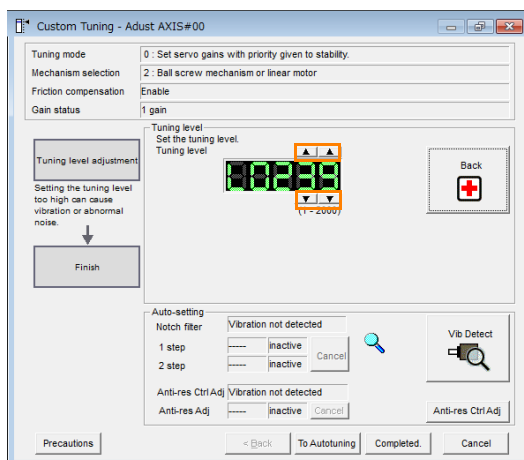 Custom Tuning - Adust AXIS#00
Tuning mode 0 : Set servo gains with priority given to stability.
Mechanism selection 2 : Ball screw mechanism or linear motor
Friction compensation Enable
Gain status 1 gain
Tuning level
Set the tuning level.
Tuning level
L0239
(1 - 2000)
Tuning level adjustment
Setting the tuning level
too high can cause
vibration or abnormal
noise.
Finish
Back
Auto-setting
Notch filter Vibration not detected
1 step ----- inactive
2 step ----- inactive
Cancel
Anti-res Ctrl Adj Vibration not detected
Anti-res Adj ----- inactive Cancel
Vib Detect
Anti-res Ctrl Adj
Precautions < Back To Autotuning Completed. Cancel